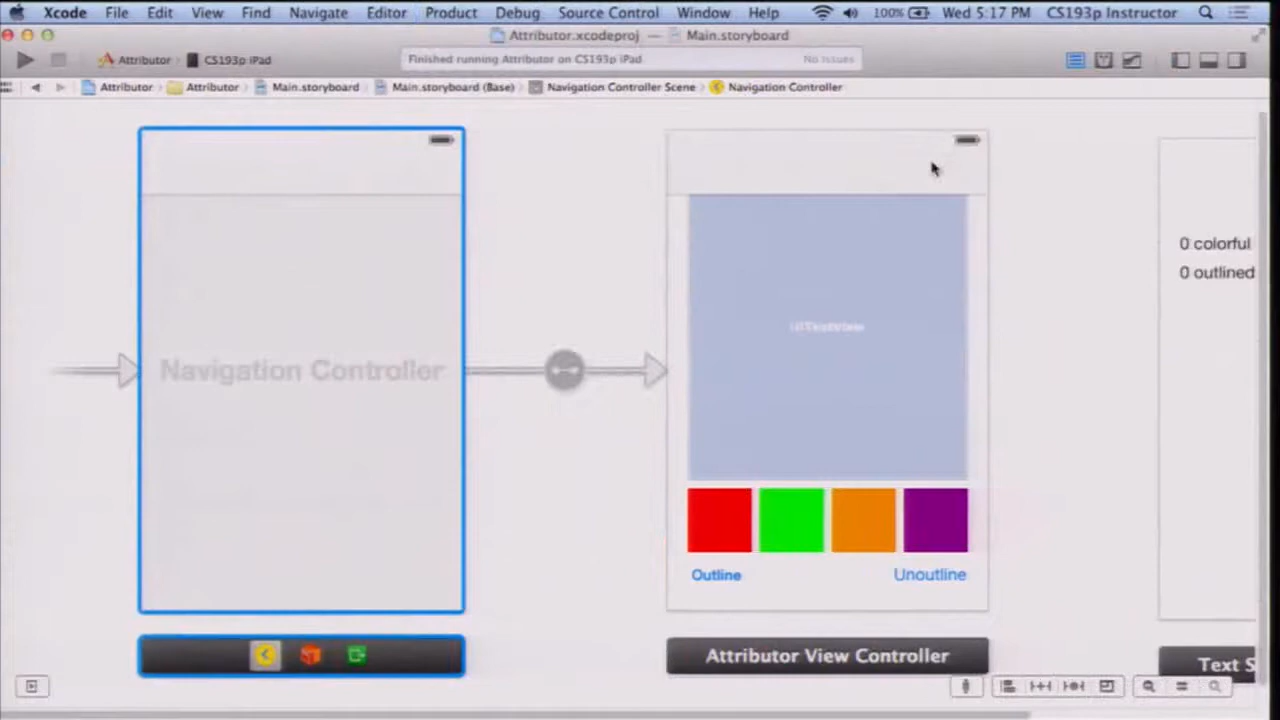 Xcode File Edit View Find Navigate Editor Product Debug Source Control Window Help 100% Wed 5:17 PM CS193p Instructor
Attributor.xcodeproj — Main.storyboard
Attributor CS193p iPad Finished running Attributor on CS193p iPad No Issues
Attributor Attributor Main.storyboard Main.storyboard (Base) Navigation Controller Scene Navigation Controller
0 colorful
0 outlined
UITextView
Navigation Controller
Outline Unoutline
Attributor View Controller
Text S